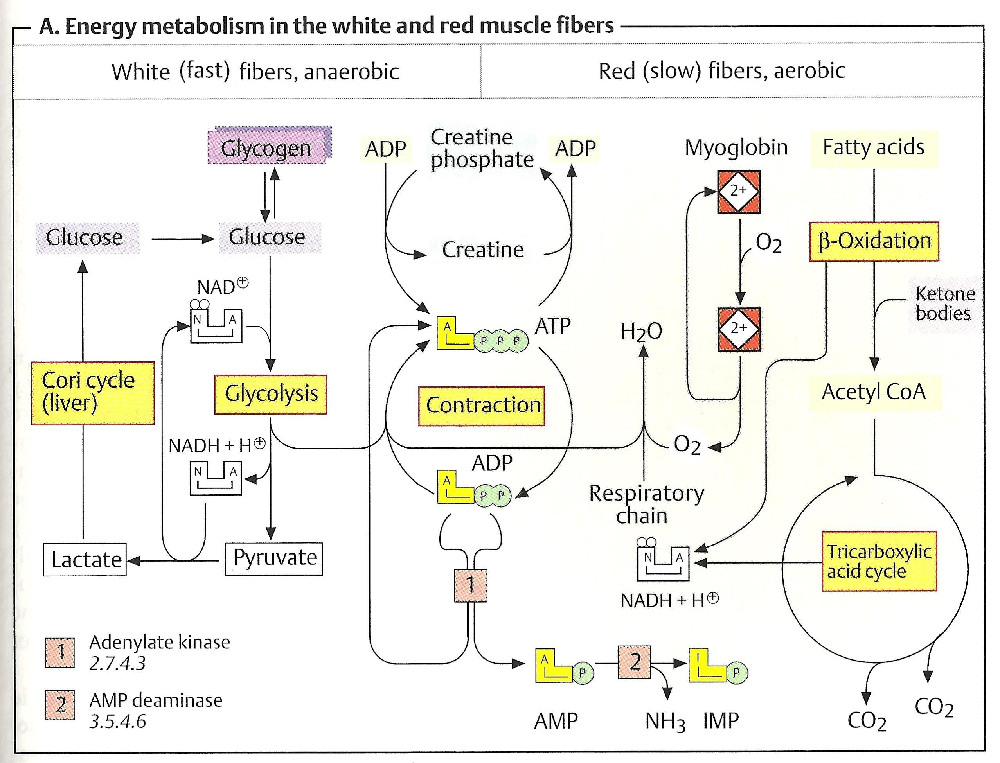 A. Energy metabolism in the white and red muscle fibers
White (fast) fibers, anaerobic
Red (slow) fibers, aerobic
Glycogen
Glucose
Glucose
NAD⊕
N A
Cori cycle
(liver)
Glycolysis
NADH + H⊕
N A
Lactate
Pyruvate
1 Adenylate kinase
2.7.4.3
2 AMP deaminase
3.5.4.6
ADP
Creatine
phosphate
ADP
Creatine
A P P P
ATP
Contraction
ADP
A P P
1
A P
AMP
2
NH3
I P
IMP
Myoglobin
2+
O2
2+
H2O
O2
Respiratory
chain
N A
NADH + H⊕
Fatty acids
β-Oxidation
Ketone
bodies
Acetyl CoA
Tricarboxylic
acid cycle
CO2
CO2